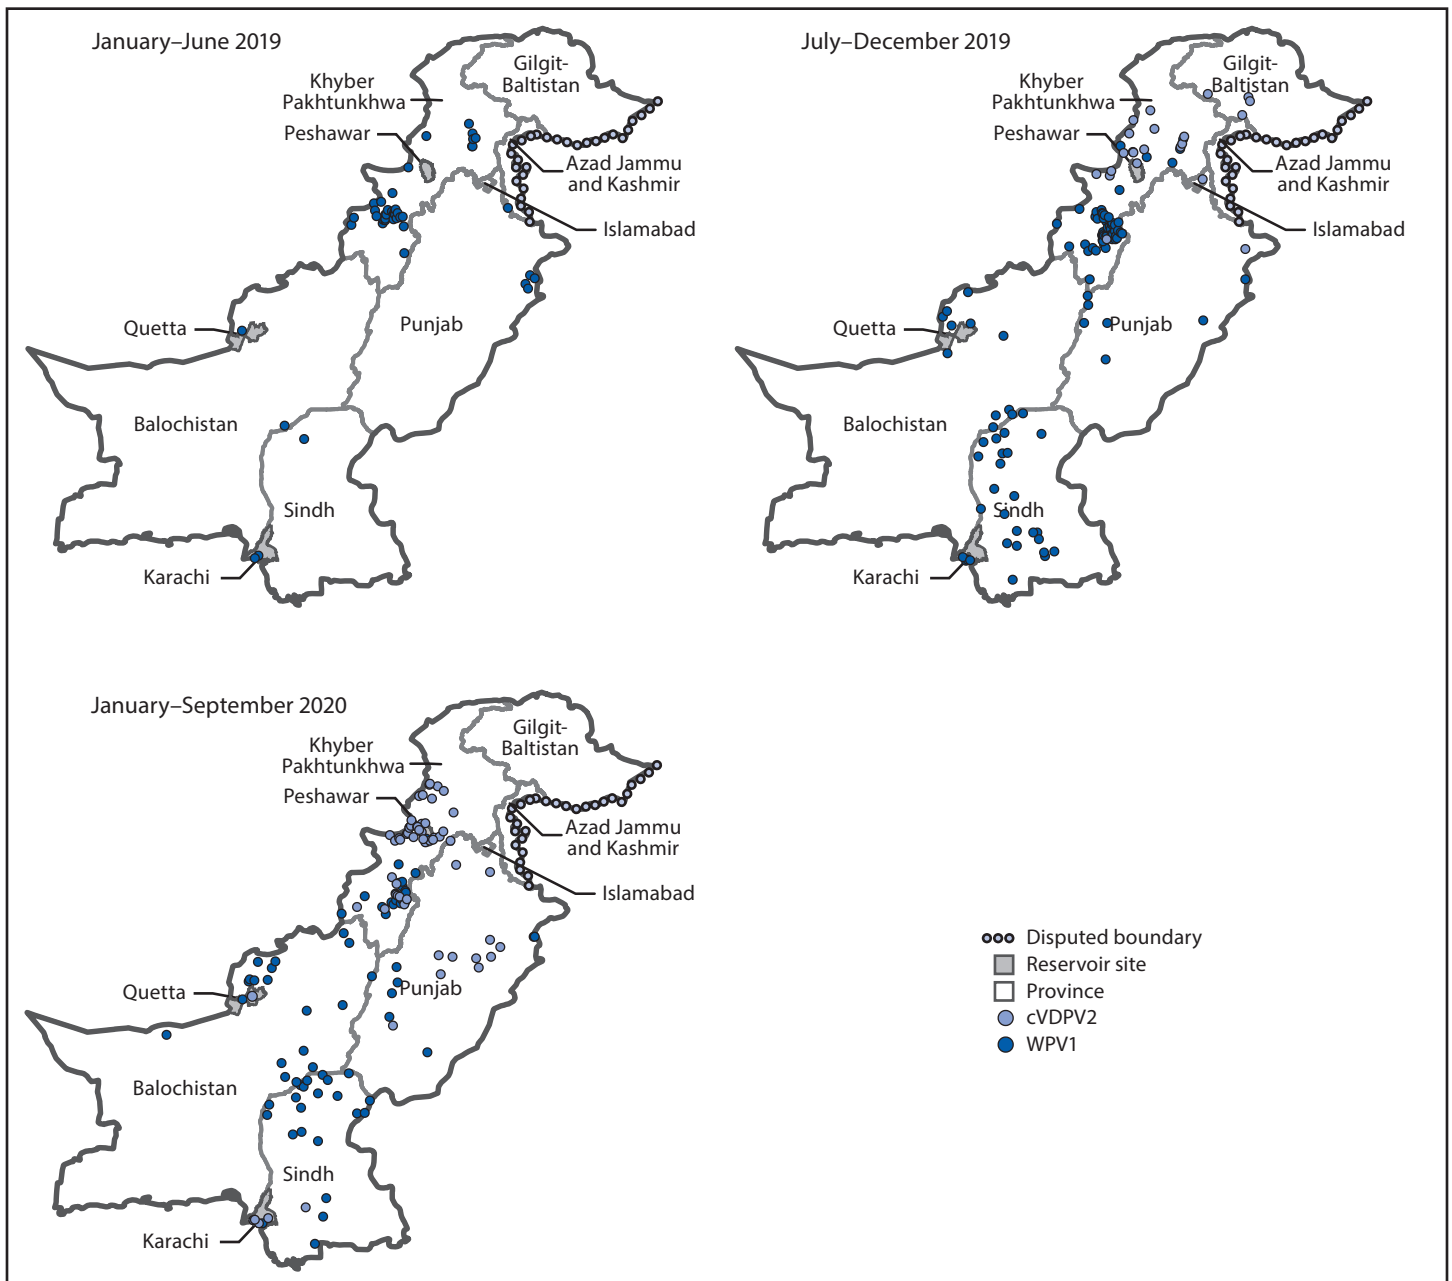 January–June 2019
Gilgit-
Baltistan
Khyber
Pakhtunkhwa
Peshawar
Azad Jammu
and Kashmir
Islamabad
Quetta
Punjab
Balochistan
Sindh
Karachi
July–December 2019
Gilgit-
Baltistan
Khyber
Pakhtunkhwa
Peshawar
Azad Jammu
and Kashmir
Islamabad
Quetta
Punjab
Balochistan
Sindh
Karachi
January–September 2020
Gilgit-
Baltistan
Khyber
Pakhtunkhwa
Peshawar
Azad Jammu
and Kashmir
Islamabad
Quetta
Punjab
Balochistan
Sindh
Karachi
Disputed boundary
Reservoir site
Province
cVDPV2
WPV1